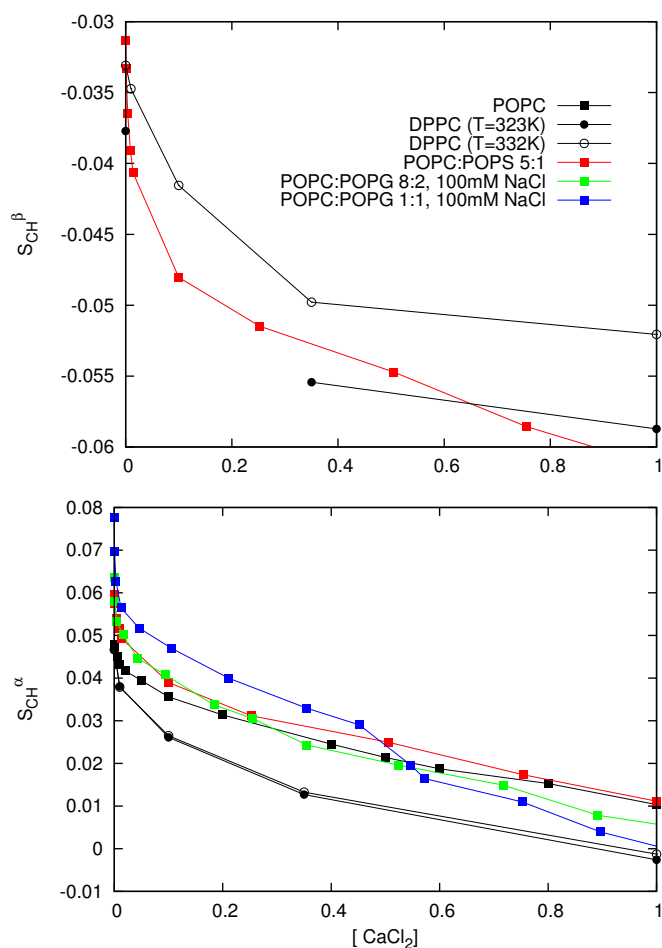 -0.03
-0.035
-0.04
-0.045
-0.05
-0.055
-0.06
S_CH^β
POPC
DPPC (T=323K)
DPPC (T=332K)
POPC:POPS 5:1
POPC:POPG 8:2, 100mM NaCl
POPC:POPG 1:1, 100mM NaCl
0 0.2 0.4 0.6 0.8 1
0.08
0.07
0.06
0.05
0.04
0.03
0.02
0.01
0
-0.01
S_CH^α
0 0.2 0.4 0.6 0.8 1
[ CaCl₂]